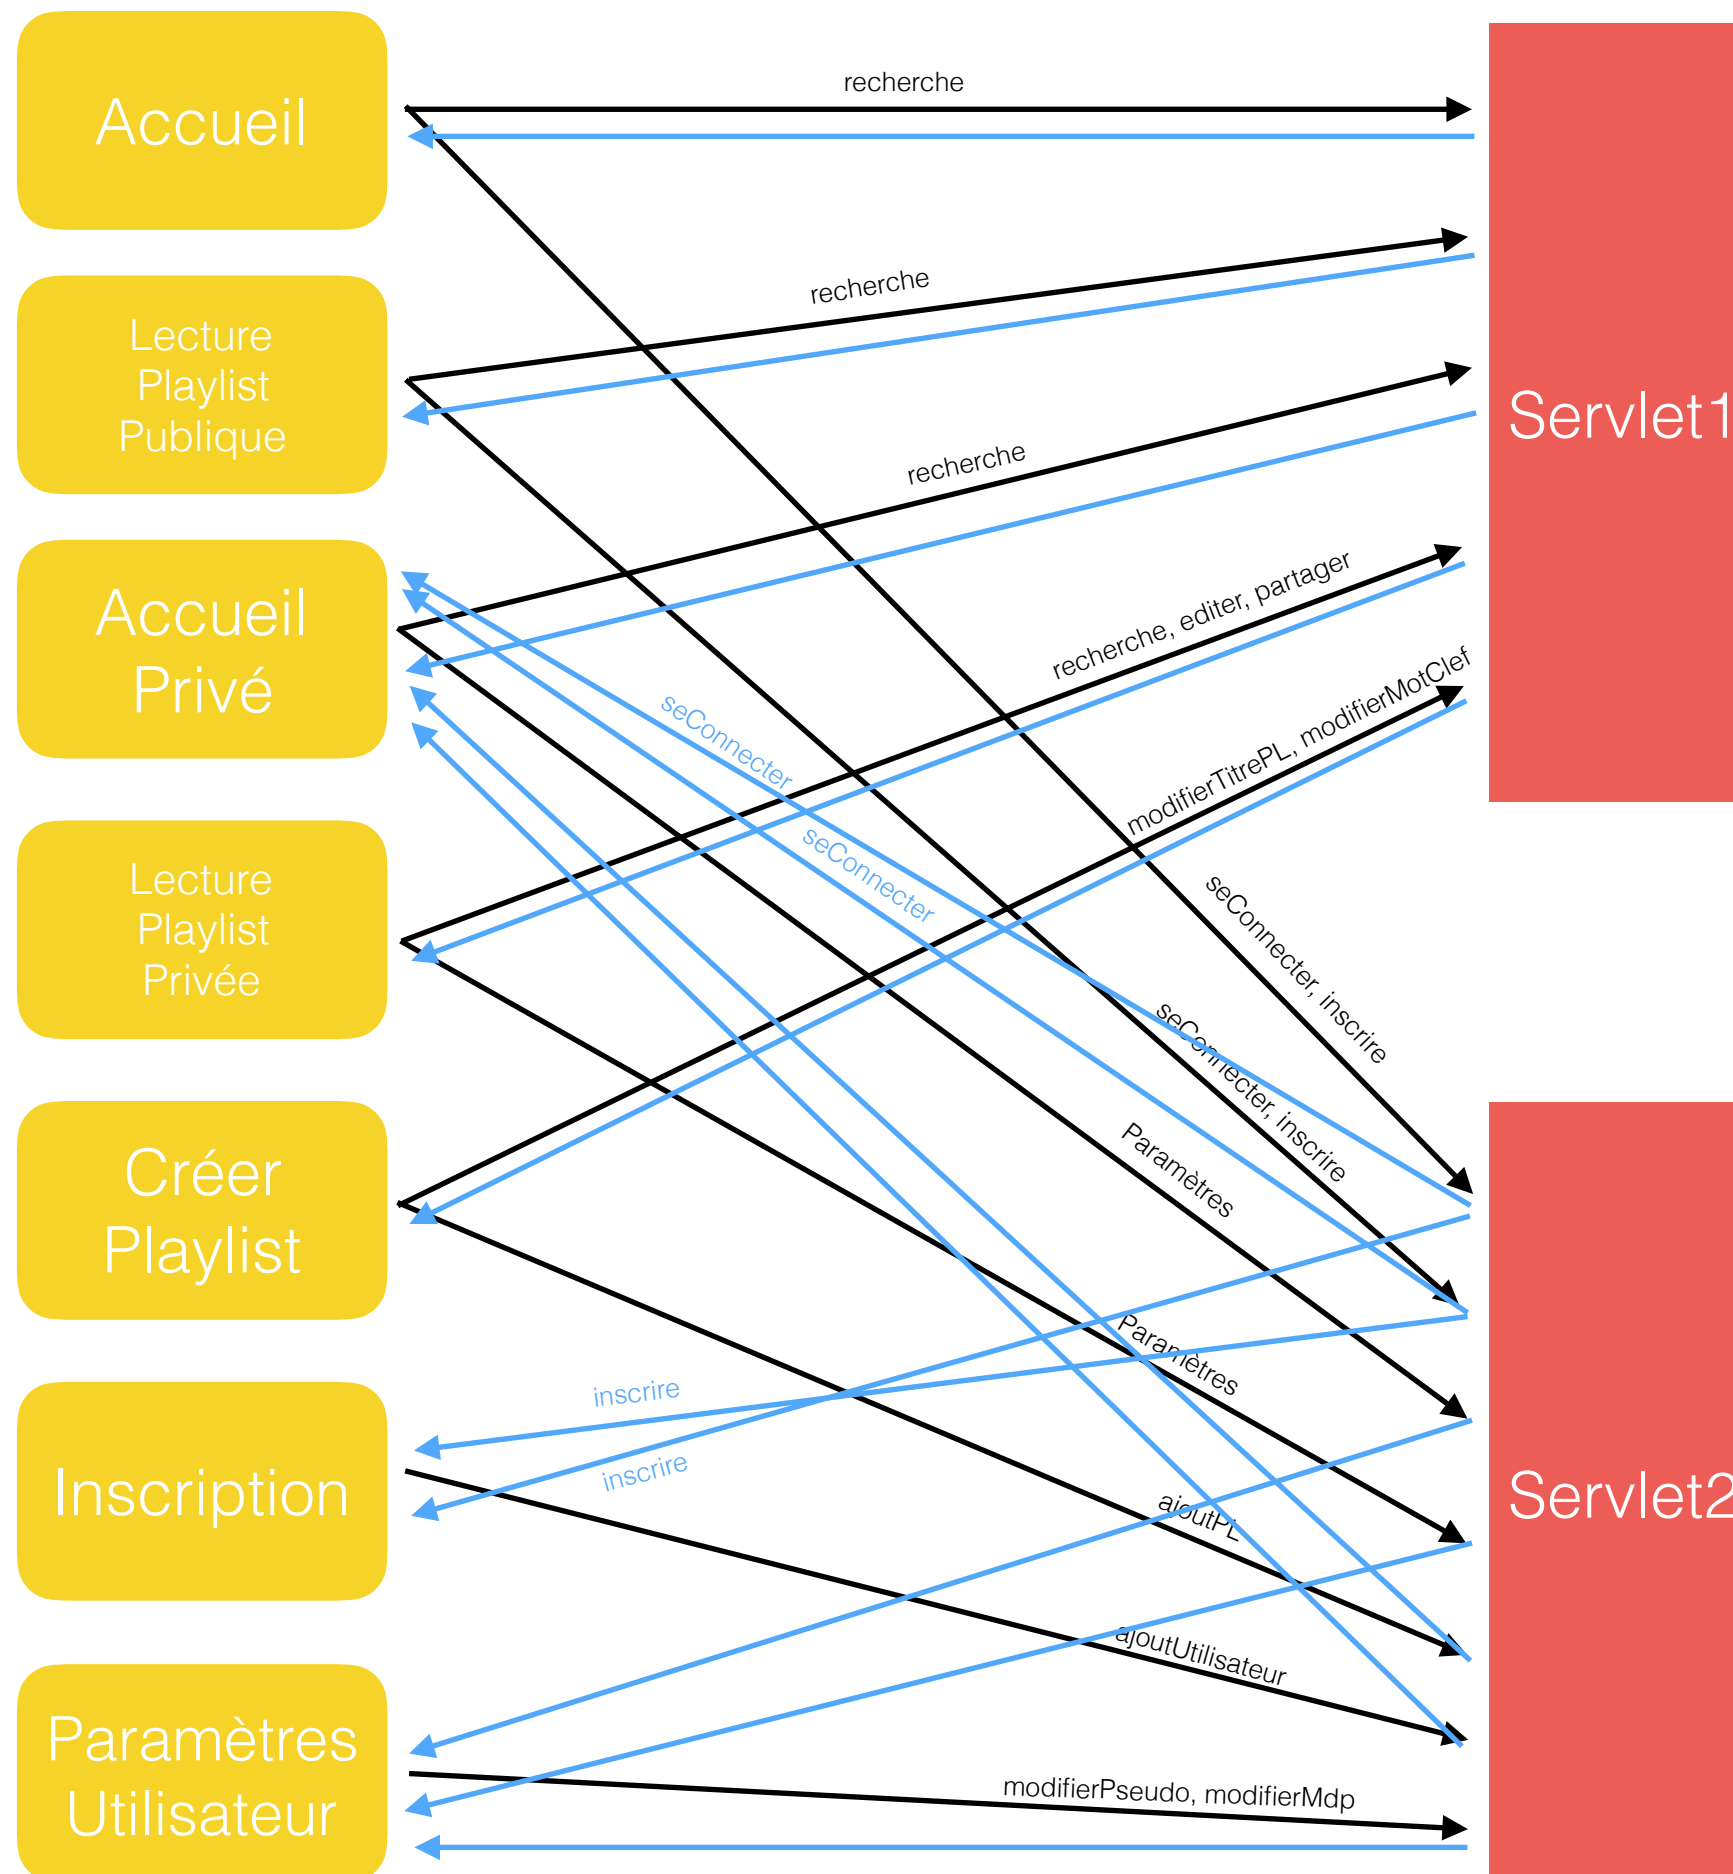 Accueil
recherche
Lecture
Playlist
Publique
recherche
Servlet1
recherche
Accueil
Privé
recherche, editer, partager
modifierTitrePL, modifierMotClef
seConnecter
seConnecter
Lecture
Playlist
Privée
seConnecter, inscrire
seConnecter, inscrire
Paramètres
Créer
Playlist
Paramètres
inscrire
inscrire
Inscription
ajoutPL
Servlet2
ajoutUtilisateur
Paramètres
Utilisateur
modifierPseudo, modifierMdp